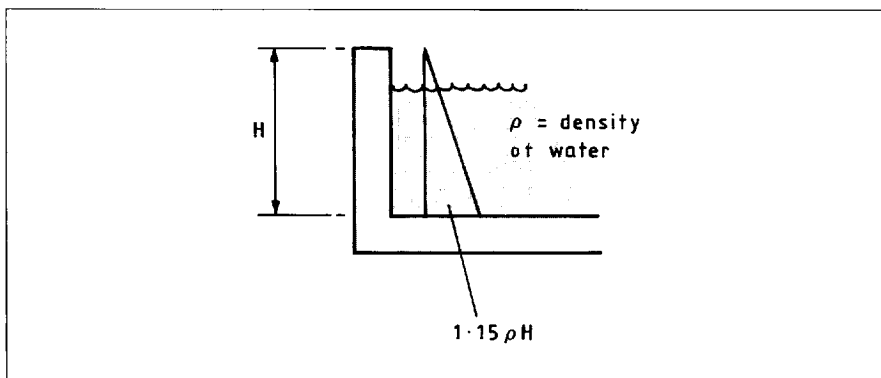 H
ρ = density
of water
1·15 ρH